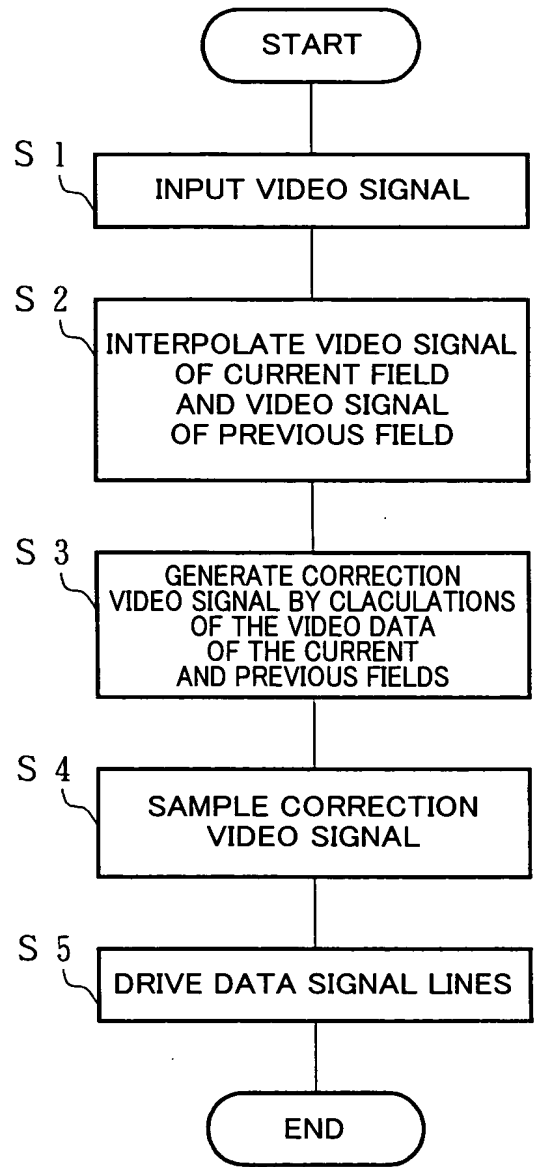 START
S 1
INPUT VIDEO SIGNAL
S 2
INTERPOLATE VIDEO SIGNAL
OF CURRENT FIELD
AND VIDEO SIGNAL
OF PREVIOUS FIELD
S 3
GENERATE CORRECTION
VIDEO SIGNAL BY CLACULATIONS
OF THE VIDEO DATA
OF THE CURRENT
AND PREVIOUS FIELDS
S 4
SAMPLE CORRECTION
VIDEO SIGNAL
S 5
DRIVE DATA SIGNAL LINES
END